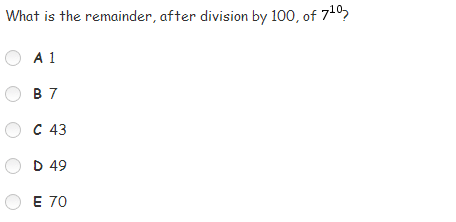 What is the remainder, after division by 100, of 7¹⁰?
A 1
B 7
C 43
D 49
E 70